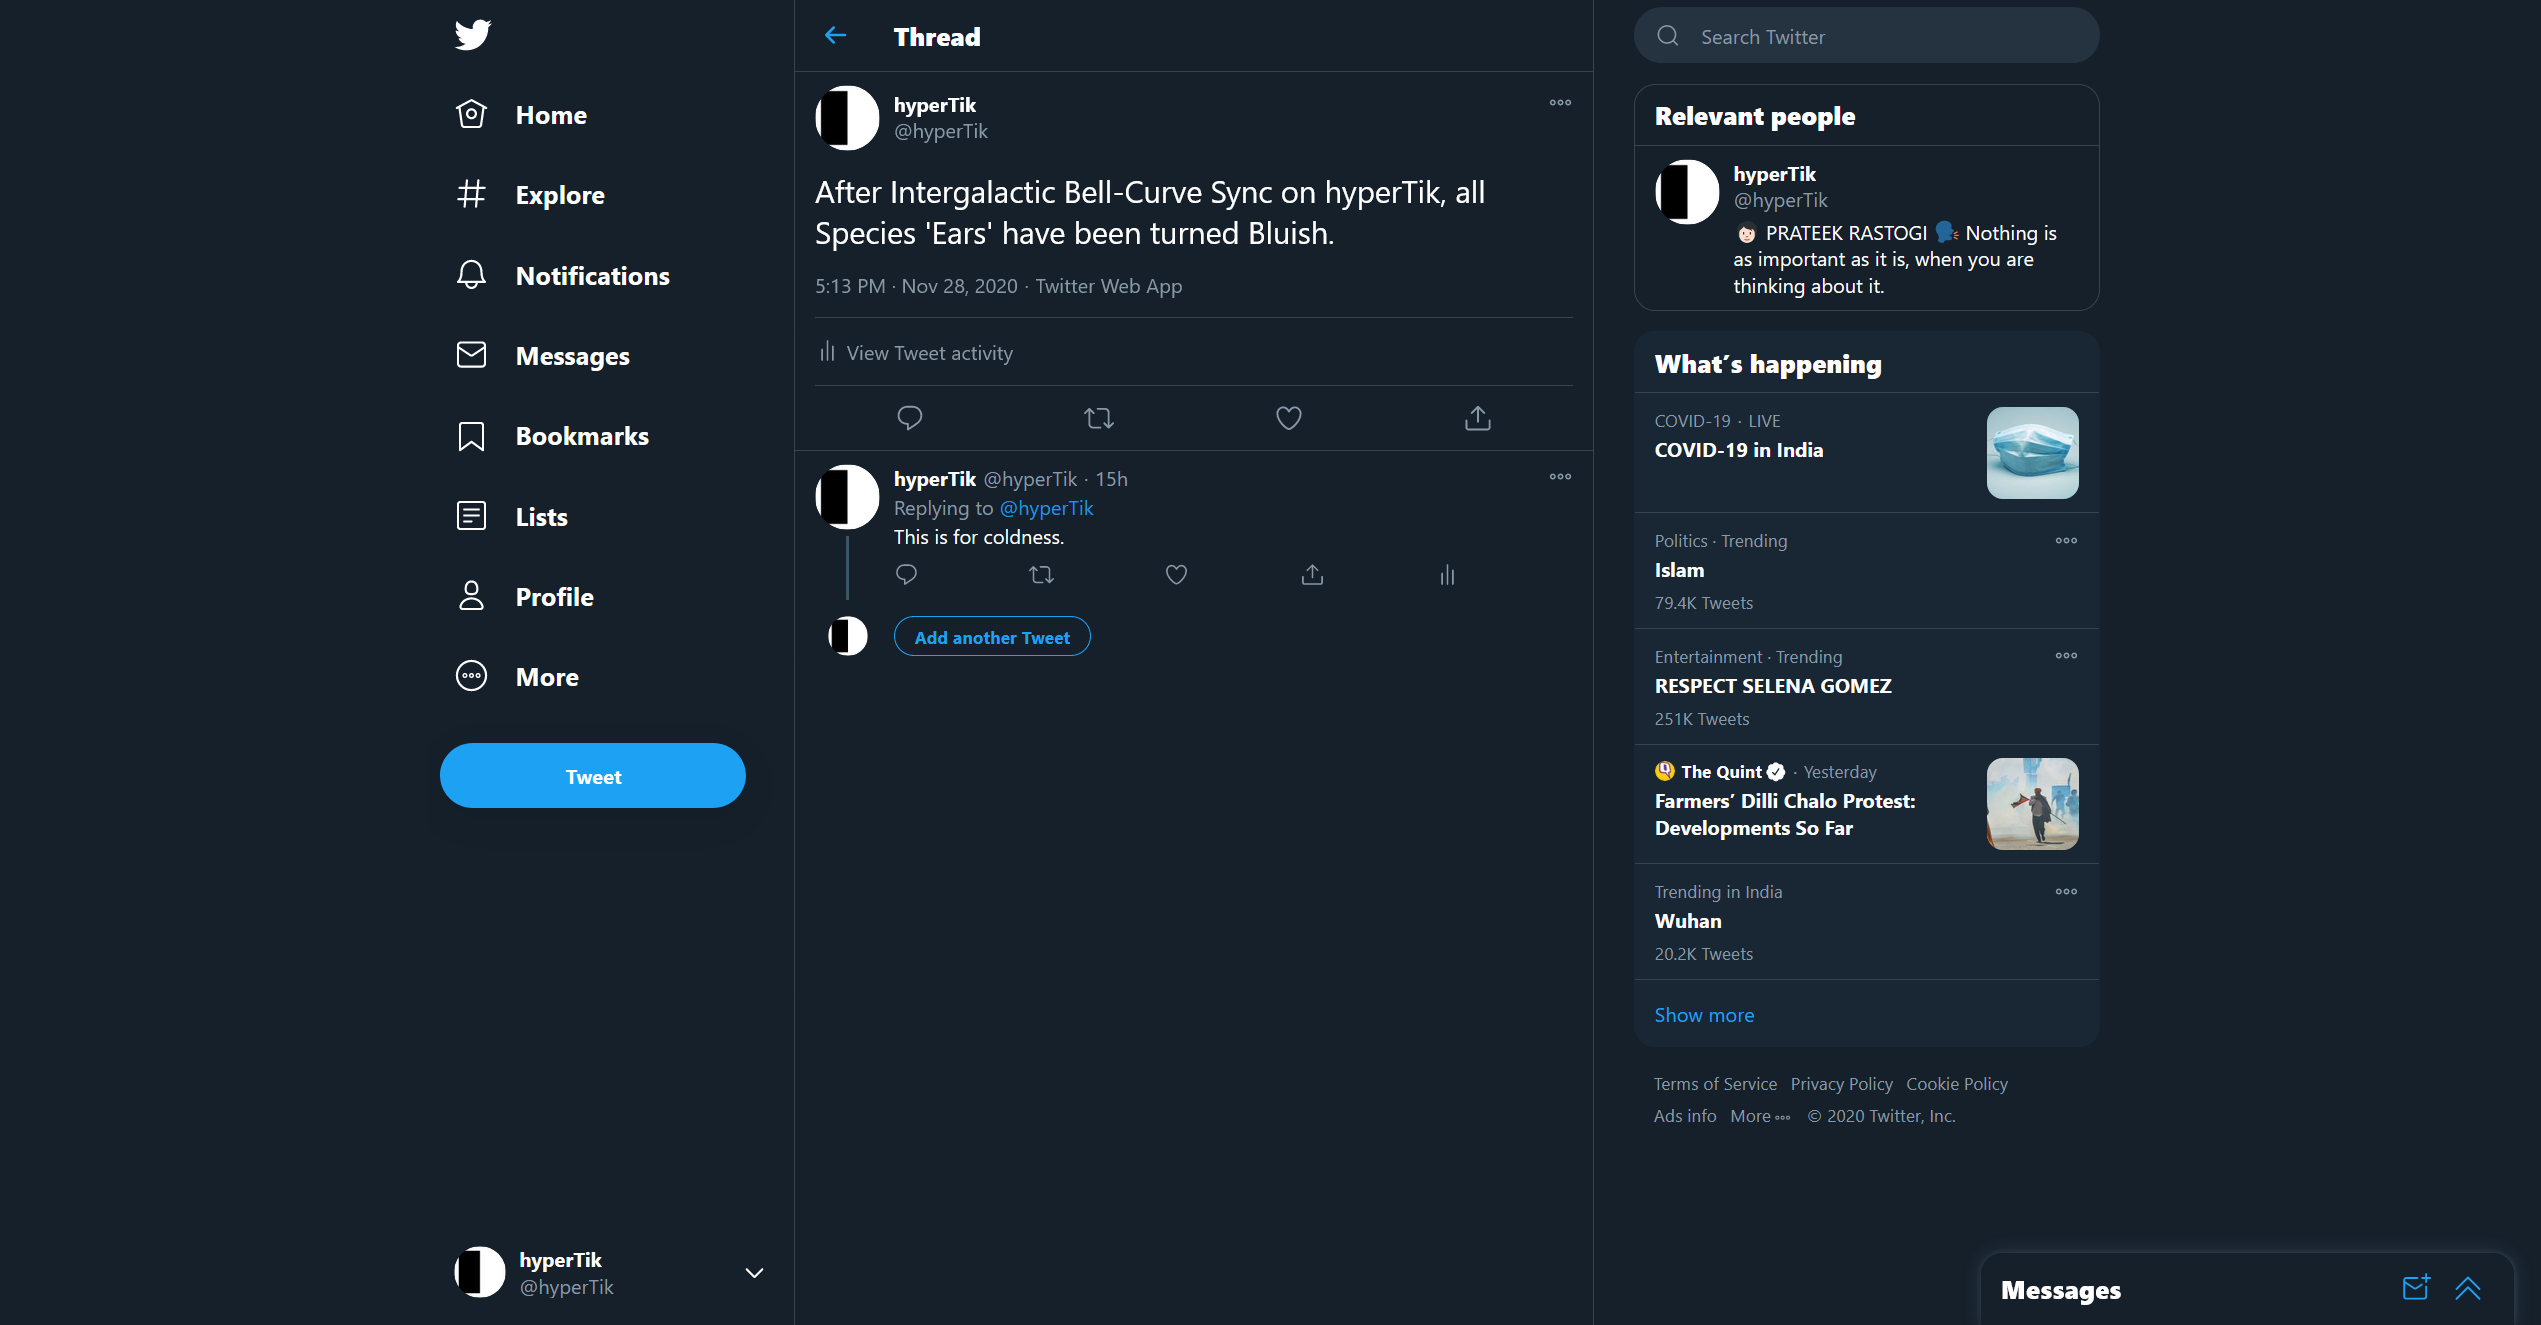 Home
Explore
Notifications
Messages
Bookmarks
Lists
Profile
More
Tweet
hyperTik
@hyperTik
Thread
hyperTik
@hyperTik
After Intergalactic Bell-Curve Sync on hyperTik, all
Species 'Ears' have been turned Bluish.
5:13 PM · Nov 28, 2020 · Twitter Web App
View Tweet activity
hyperTik @hyperTik · 15h
Replying to @hyperTik
This is for coldness.
Add another Tweet
Search Twitter
Relevant people
hyperTik
@hyperTik
PRATEEK RASTOGI Nothing is
as important as it is, when you are
thinking about it.
What's happening
COVID-19 · LIVE
COVID-19 in India
Politics · Trending
Islam
79.4K Tweets
Entertainment · Trending
RESPECT SELENA GOMEZ
251K Tweets
The Quint · Yesterday
Farmers' Dilli Chalo Protest:
Developments So Far
Trending in India
Wuhan
20.2K Tweets
Show more
Terms of Service Privacy Policy Cookie Policy
Ads info More © 2020 Twitter, Inc.
Messages